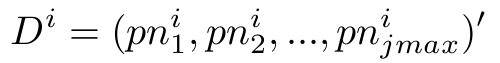 $D^i = (pn_1^i, pn_2^i, ..., pn_{jmax}^i)'$